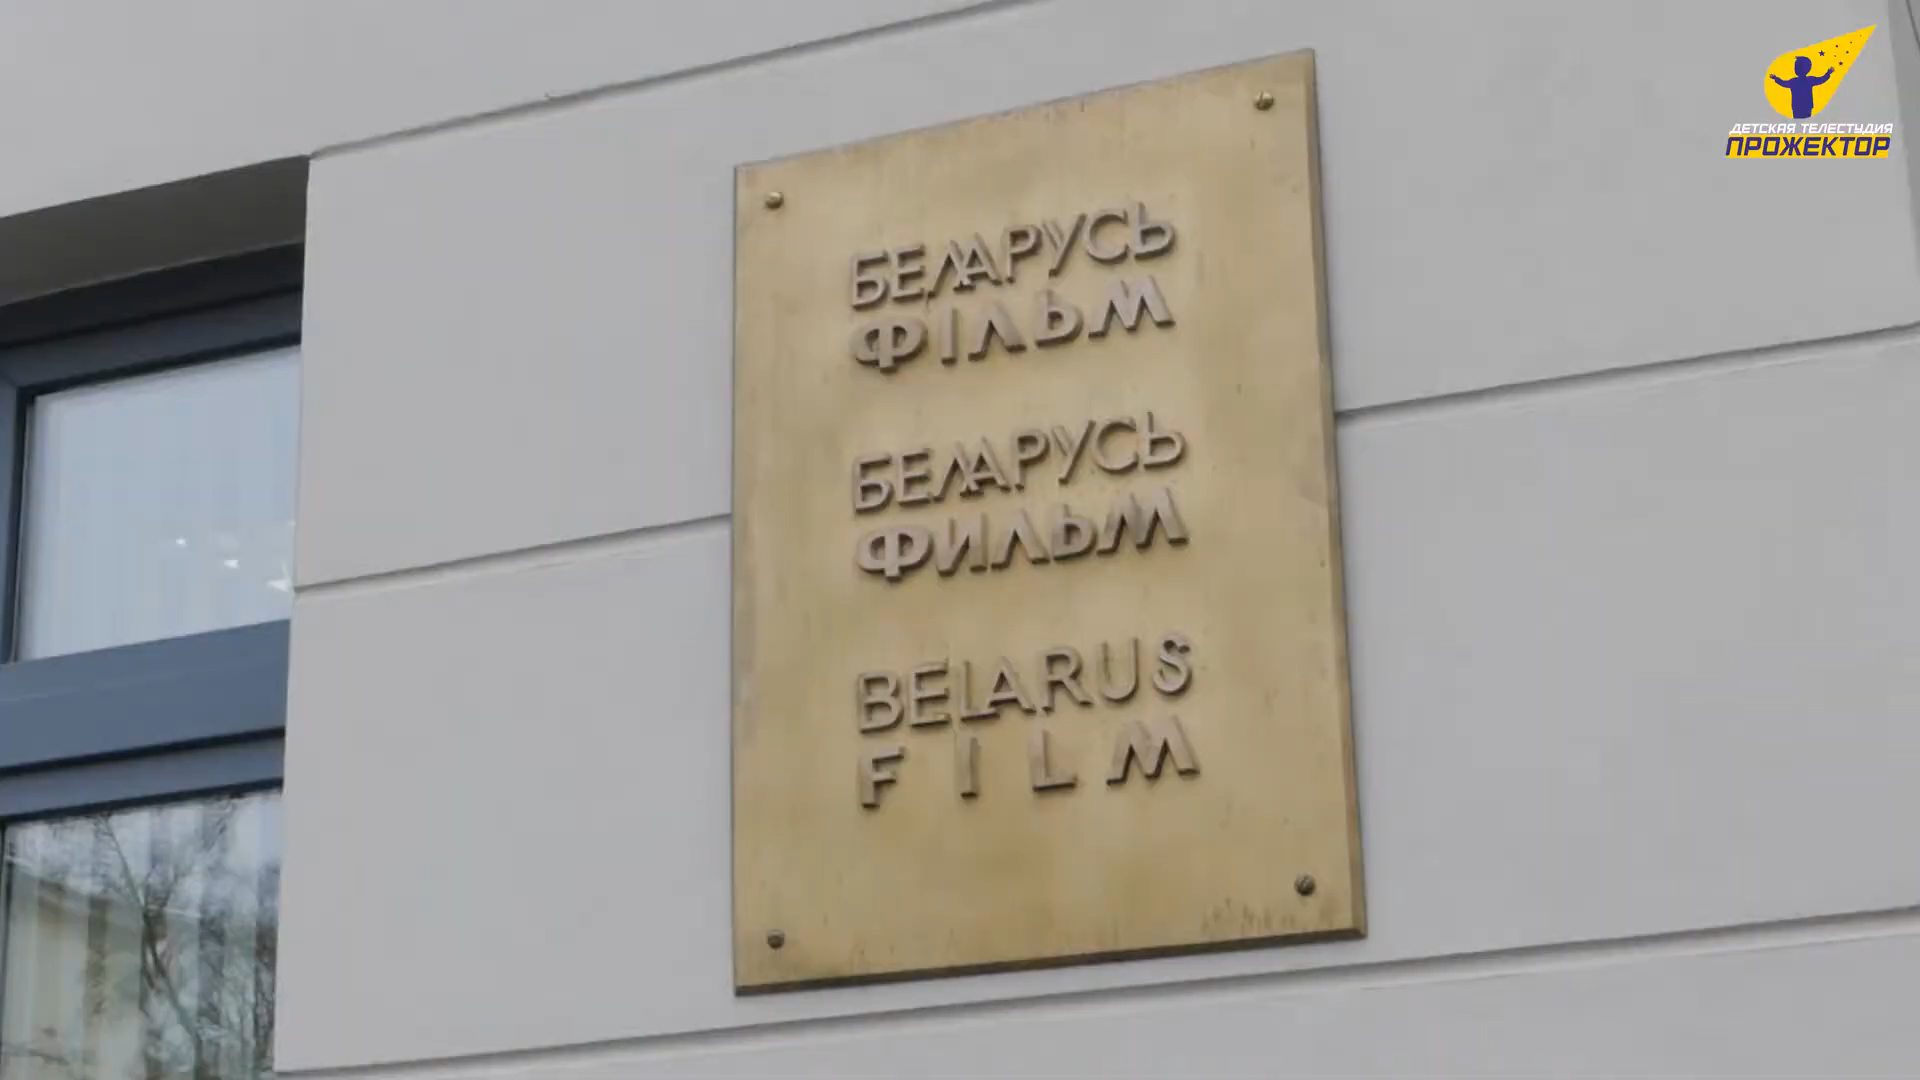 ДЕТСКАЯ ТЕЛЕСТУДИЯ
ПРОЖЕКТОР
БЕЛАРУСЬ
ФІЛЬМ
БЕЛАРУСЬ
ФИЛЬМ
BELARUS
FILM